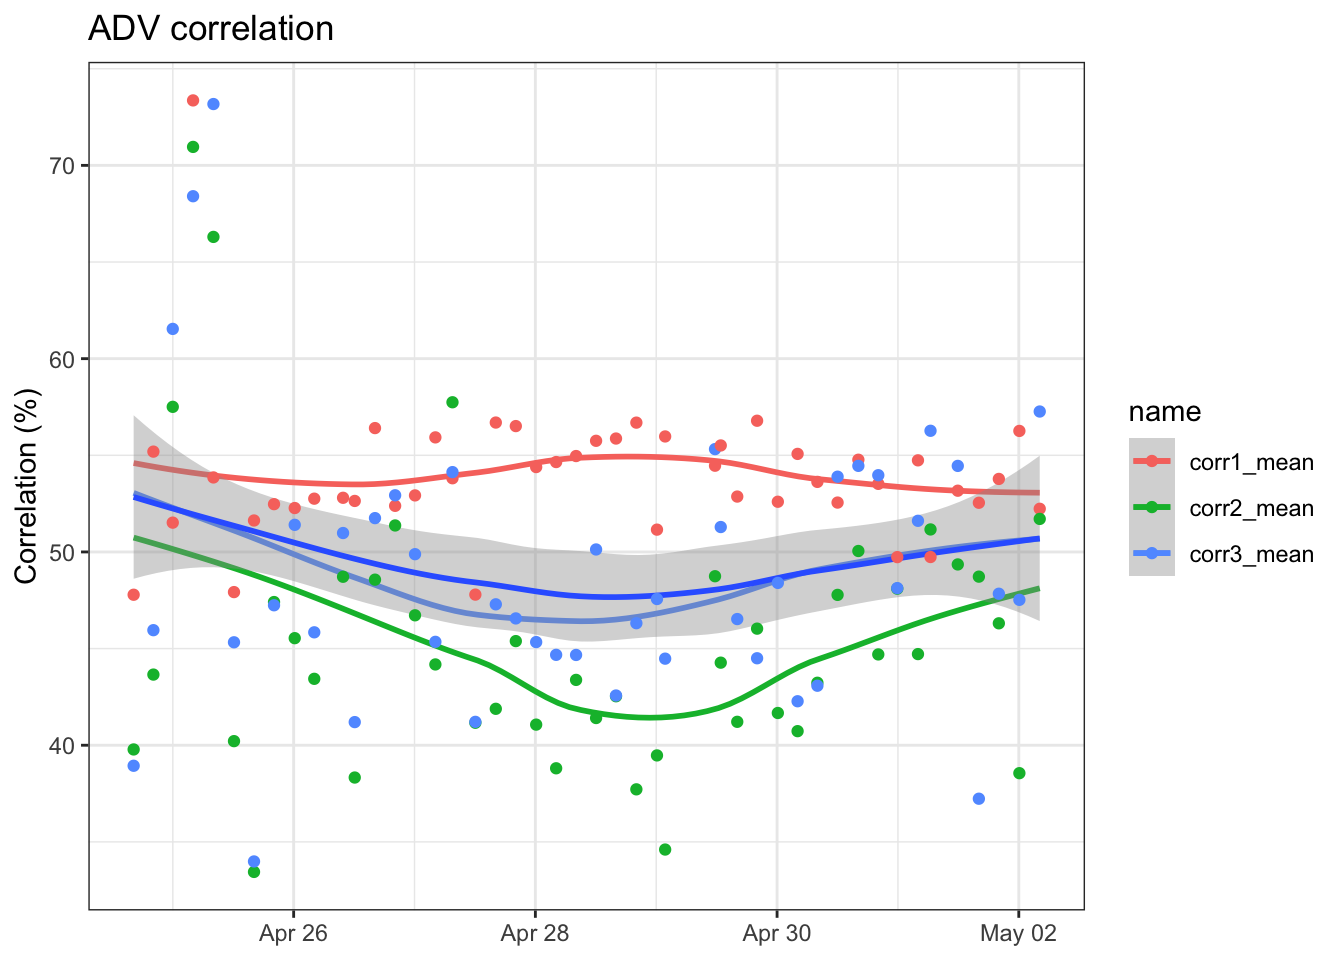 ADV correlation
Correlation (%)
70
60
50
40
Apr 26
Apr 28
Apr 30
May 02
name
corr1_mean
corr2_mean
corr3_mean